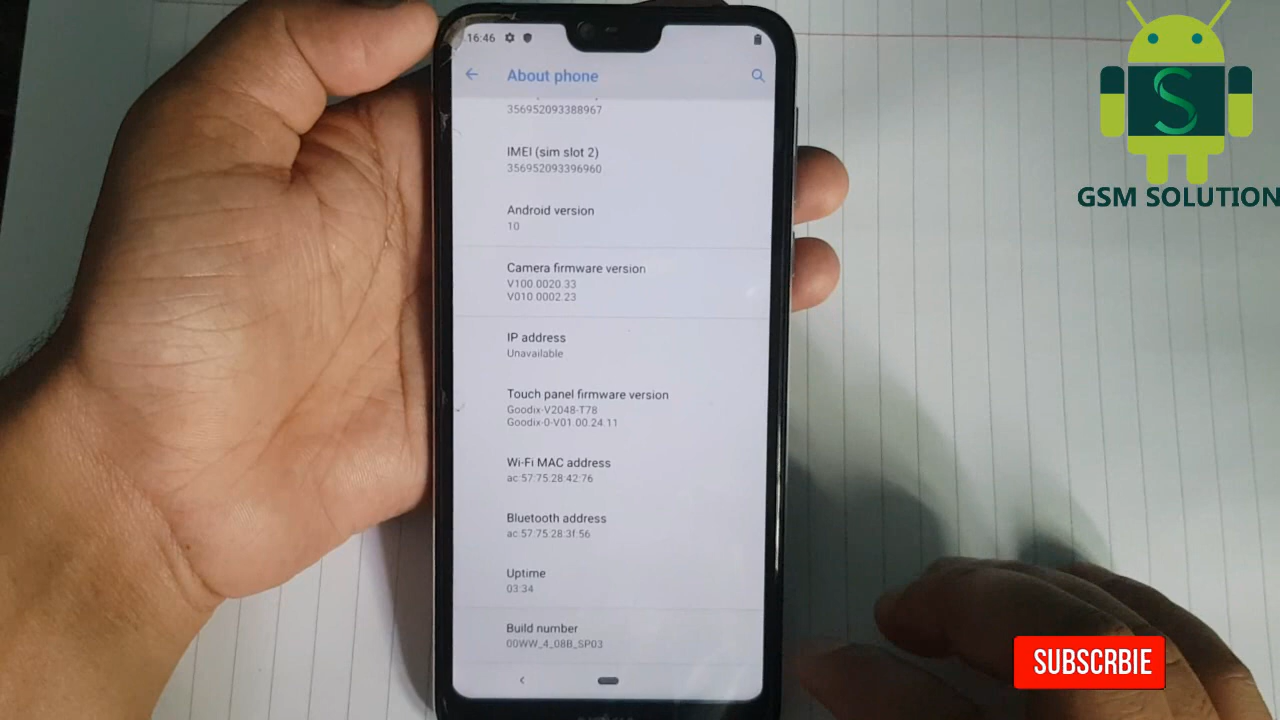 16:46
About phone
356952093388967
IMEI (sim slot 2)
356952093396960
Android version
10
Camera firmware version
V100.0020.33
V010.0002.23
IP address
Unavailable
Touch panel firmware version
Goodix-V2048-T78
Goodix-0-V01.00.24.11
Wi-Fi MAC address
ac:57:75:28:42:76
Bluetooth address
ac:57:75:28:3f:56
Uptime
03:34
Build number
00WW_4_08B_SP03
S
GSM SOLUTION
SUBSCRBIE